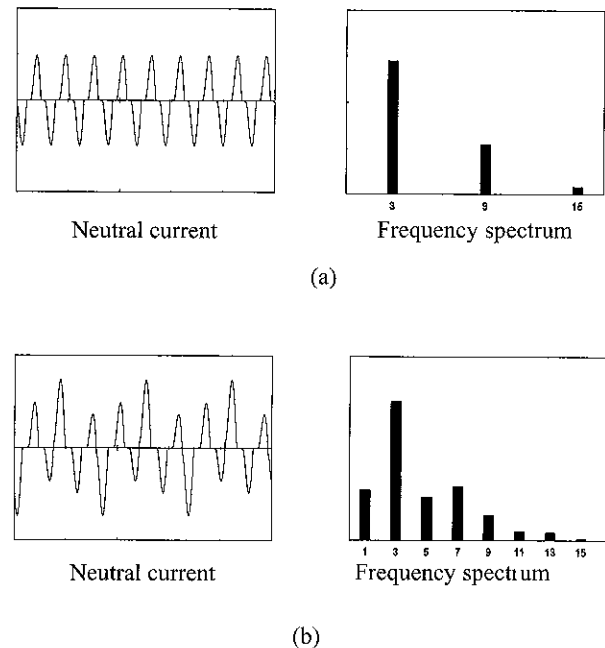 3 9 15
Neutral current Frequency spectrum
(a)
1 3 5 7 9 11 13 15
Neutral current Frequency spectrum
(b)